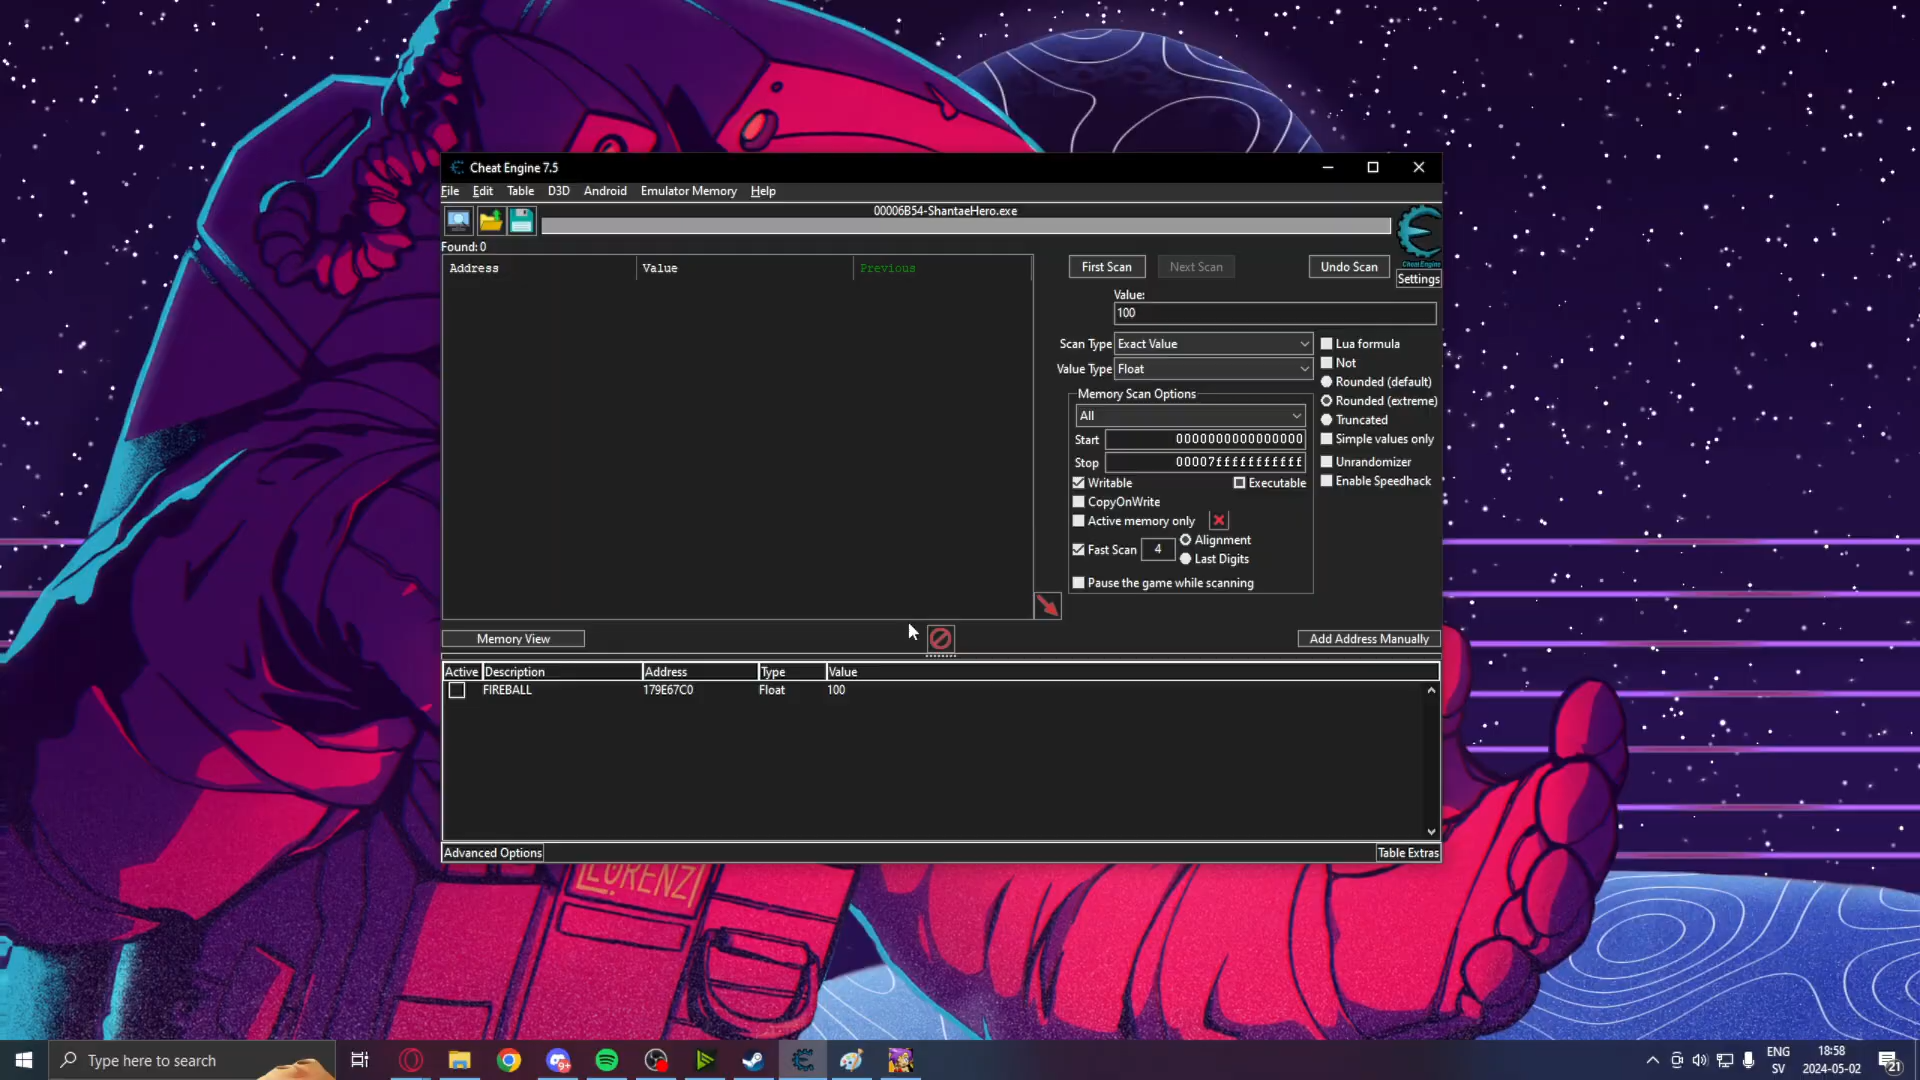 Cheat Engine 7.5
File Edit Table D3D Android Emulator Memory Help
00006B54-ShantaeHero.exe
Found: 0
Address Value Previous
First Scan Next Scan Undo Scan
Cheat Engine
Settings
Value:
100
Scan Type Exact Value
Value Type Float
Lua formula
Not
Rounded (default)
Rounded (extreme)
Truncated
Simple values only
Unrandomizer
Enable Speedhack
Memory Scan Options
All
Start 0000000000000000
Stop 00007fffffffffff
Writable Executable
CopyOnWrite
Active memory only
Fast Scan 4 Alignment
Last Digits
Pause the game while scanning
Memory View
Add Address Manually
Active Description Address Type Value
FIREBALL 179E67C0 Float 100
Advanced Options
Table Extras
LORENZI
Type here to search
9+
ENG
SV
18:58
2024-05-02
21